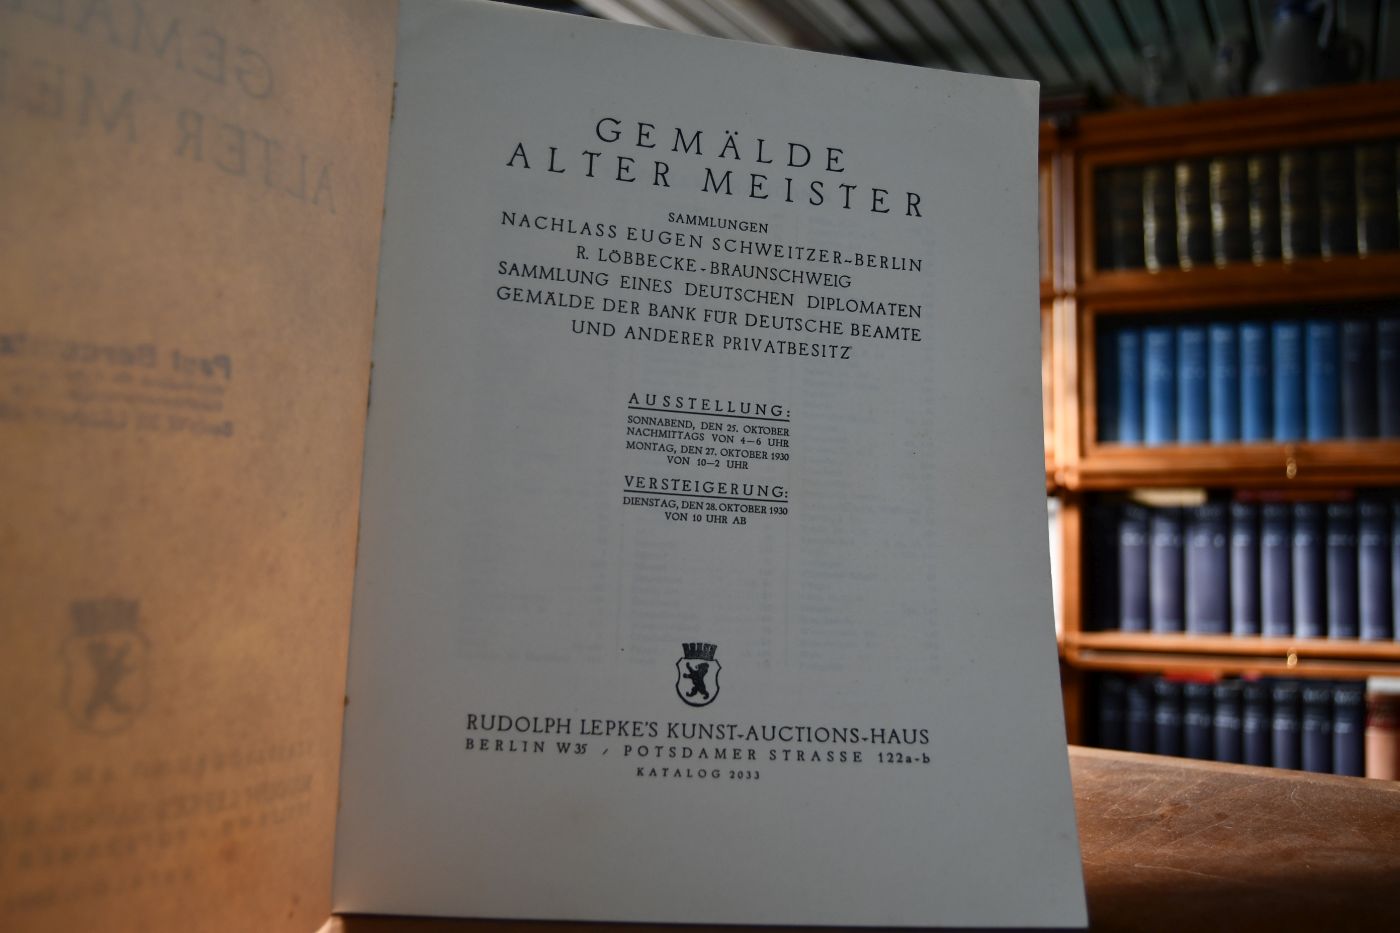 GEMÄLDE
ALTER MEISTER
SAMMLUNGEN
NACHLASS EUGEN SCHWEITZER-BERLIN
R. LÖBBECKE-BRAUNSCHWEIG
SAMMLUNG EINES DEUTSCHEN DIPLOMATEN
GEMÄLDE DER BANK FÜR DEUTSCHE BEAMTE
UND ANDERER PRIVATBESITZ
AUSSTELLUNG:
SONNABEND, DEN 25. OKTOBER
NACHMITTAGS VON 4—6 UHR
MONTAG, DEN 27. OKTOBER 1930
VON 10—2 UHR
VERSTEIGERUNG:
DIENSTAG, DEN 28. OKTOBER 1930
VON 10 UHR AB
RUDOLPH LEPKE'S KUNST-AUCTIONS-HAUS
BERLIN W35 / POTSDAMER STRASSE 122a-b
KATALOG 2033